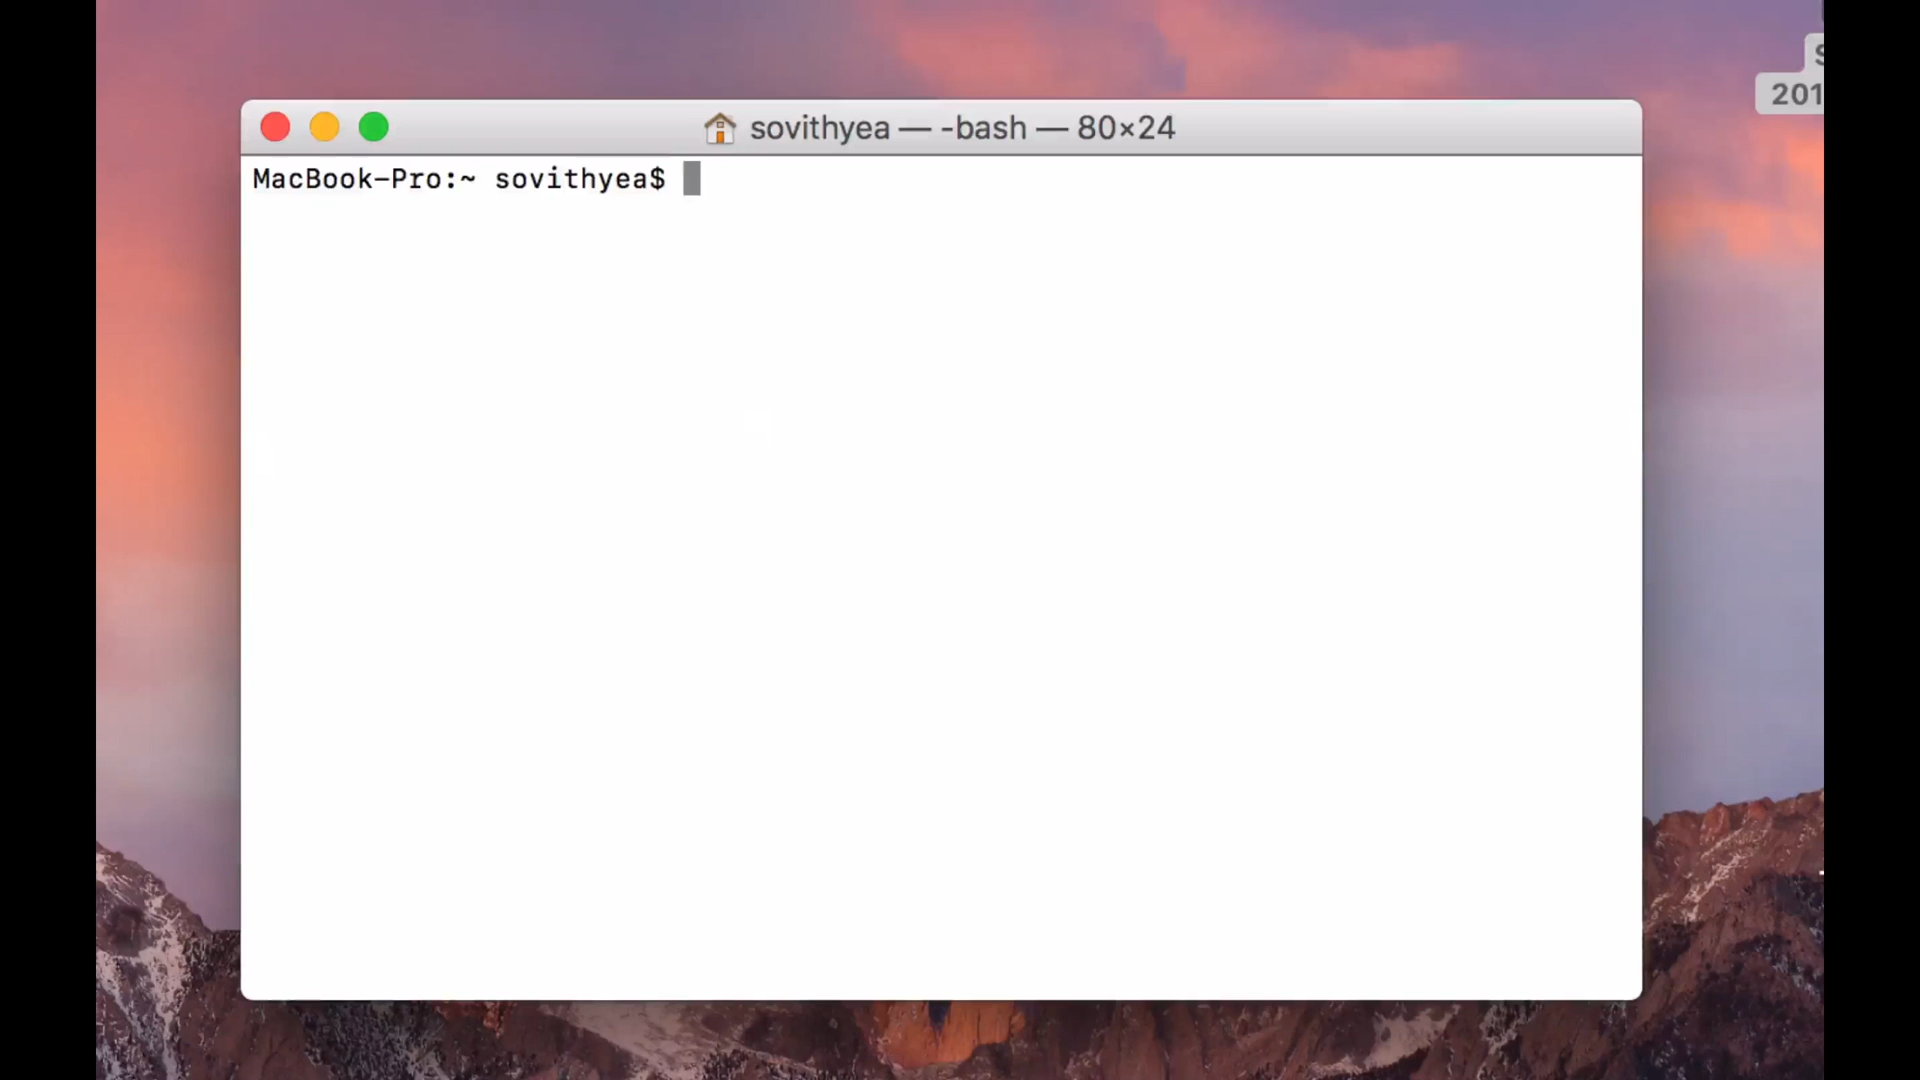 201
sovithyea — -bash — 80×24
MacBook-Pro:~ sovithyea$